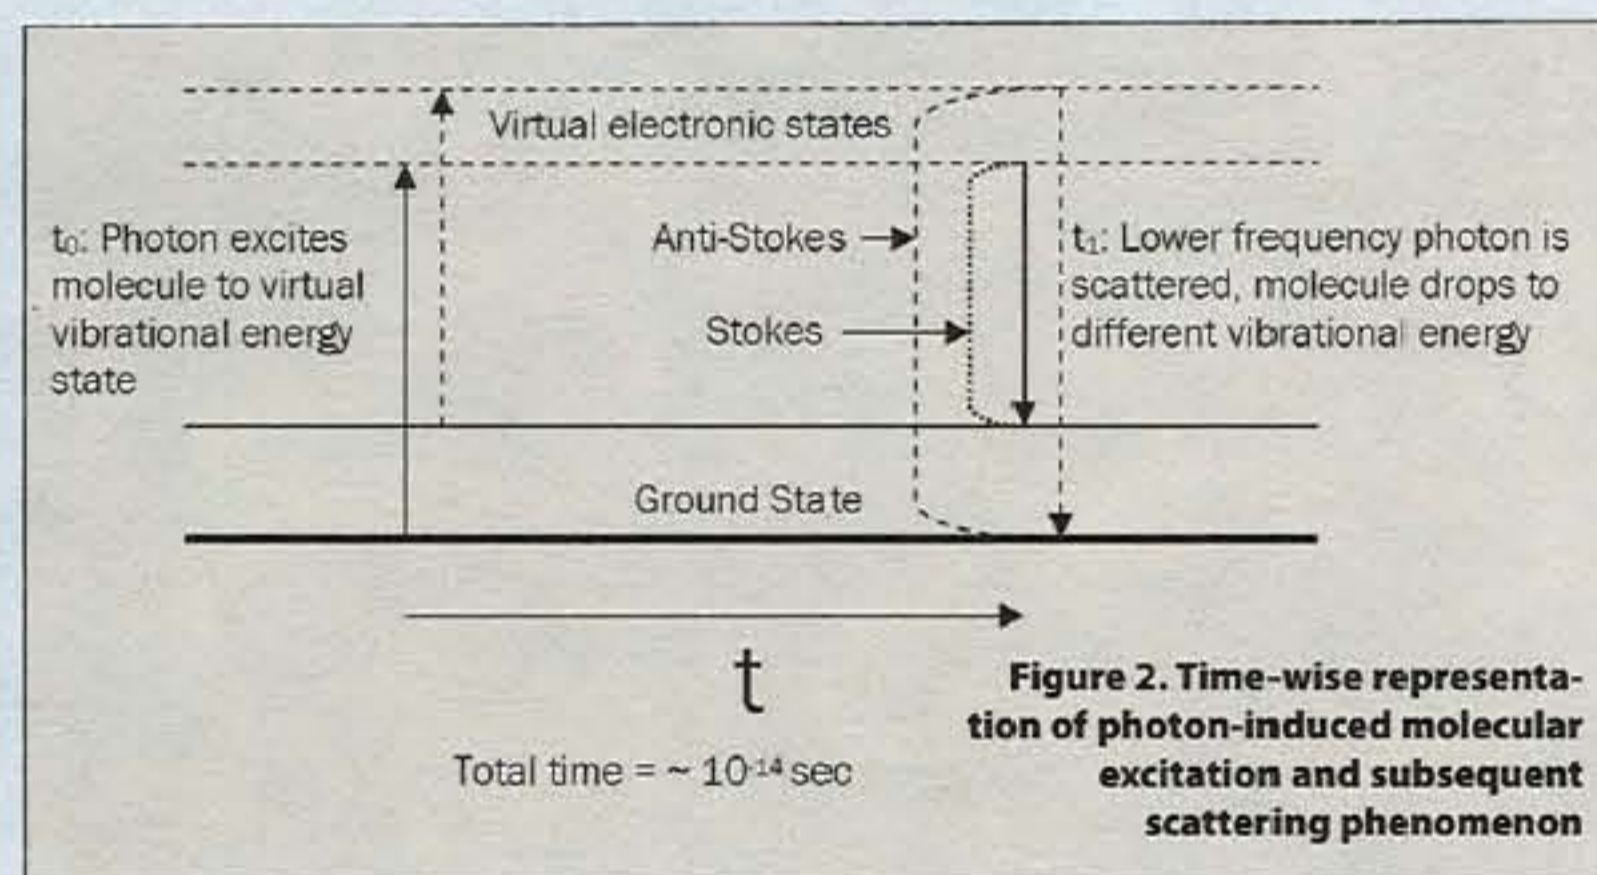 Virtual electronic states
t₀: Photon excites
molecule to virtual
vibrational energy
state
Anti-Stokes
Stokes
t₁: Lower frequency photon is
scattered, molecule drops to
different vibrational energy
Ground State
t
Total time = ~ 10⁻¹⁴ sec
Figure 2. Time-wise representa-
tion of photon-induced molecular
excitation and subsequent
scattering phenomenon